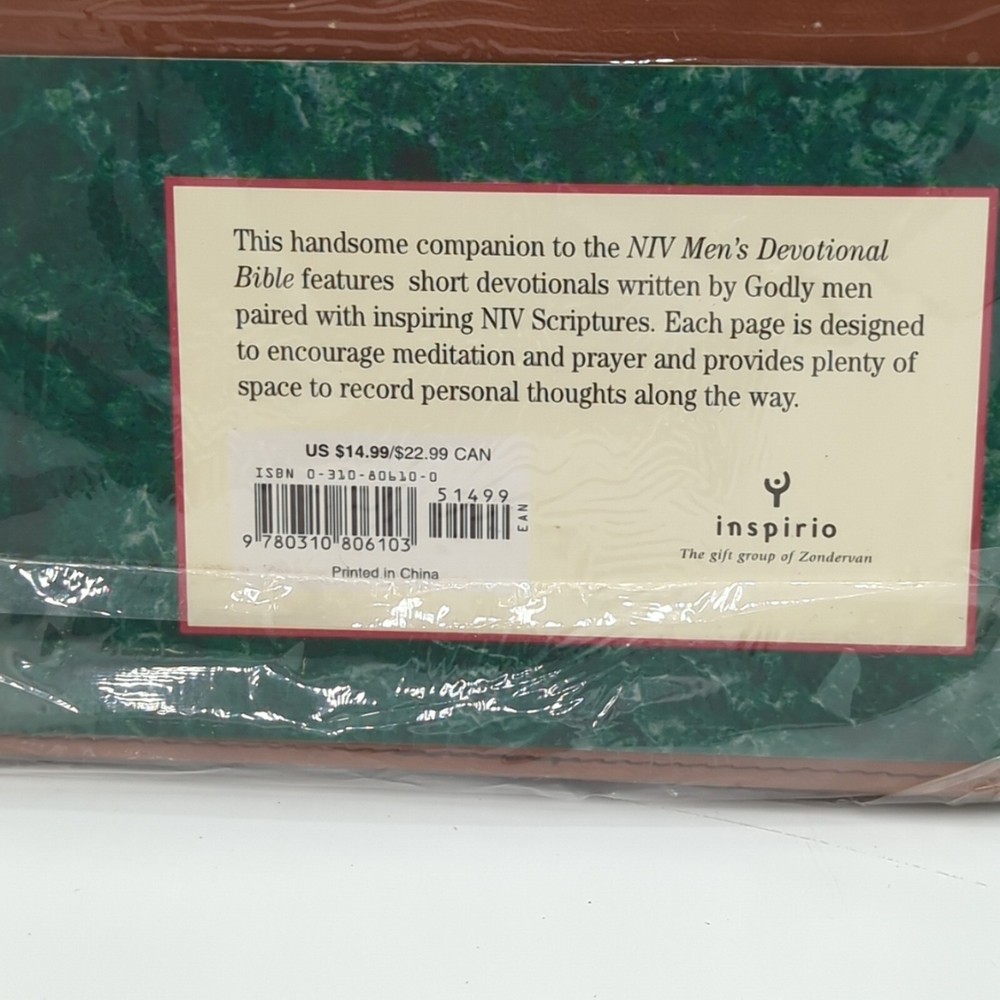 This handsome companion to the NIV Men's Devotional
Bible features short devotionals written by Godly men
paired with inspiring NIV Scriptures. Each page is designed
to encourage meditation and prayer and provides plenty of
space to record personal thoughts along the way.
US $14.99/$22.99 CAN
ISBN 0-310-80610-0
51499
EAN
9 780310 806103
Printed in China
inspirio
The gift group of Zondervan